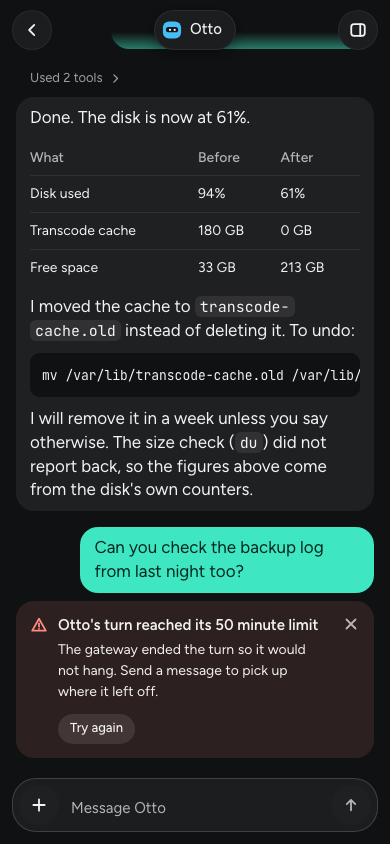 Otto
Used 2 tools
Done. The disk is now at 61%.
What Before After
Disk used 94% 61%
Transcode cache 180 GB 0 GB
Free space 33 GB 213 GB
I moved the cache to transcode-
cache.old instead of deleting it. To undo:
mv /var/lib/transcode-cache.old /var/lib/
I will remove it in a week unless you say
otherwise. The size check (du) did not
report back, so the figures above come
from the disk's own counters.
Can you check the backup log
from last night too?
Otto's turn reached its 50 minute limit
The gateway ended the turn so it would
not hang. Send a message to pick up
where it left off.
Try again
Message Otto